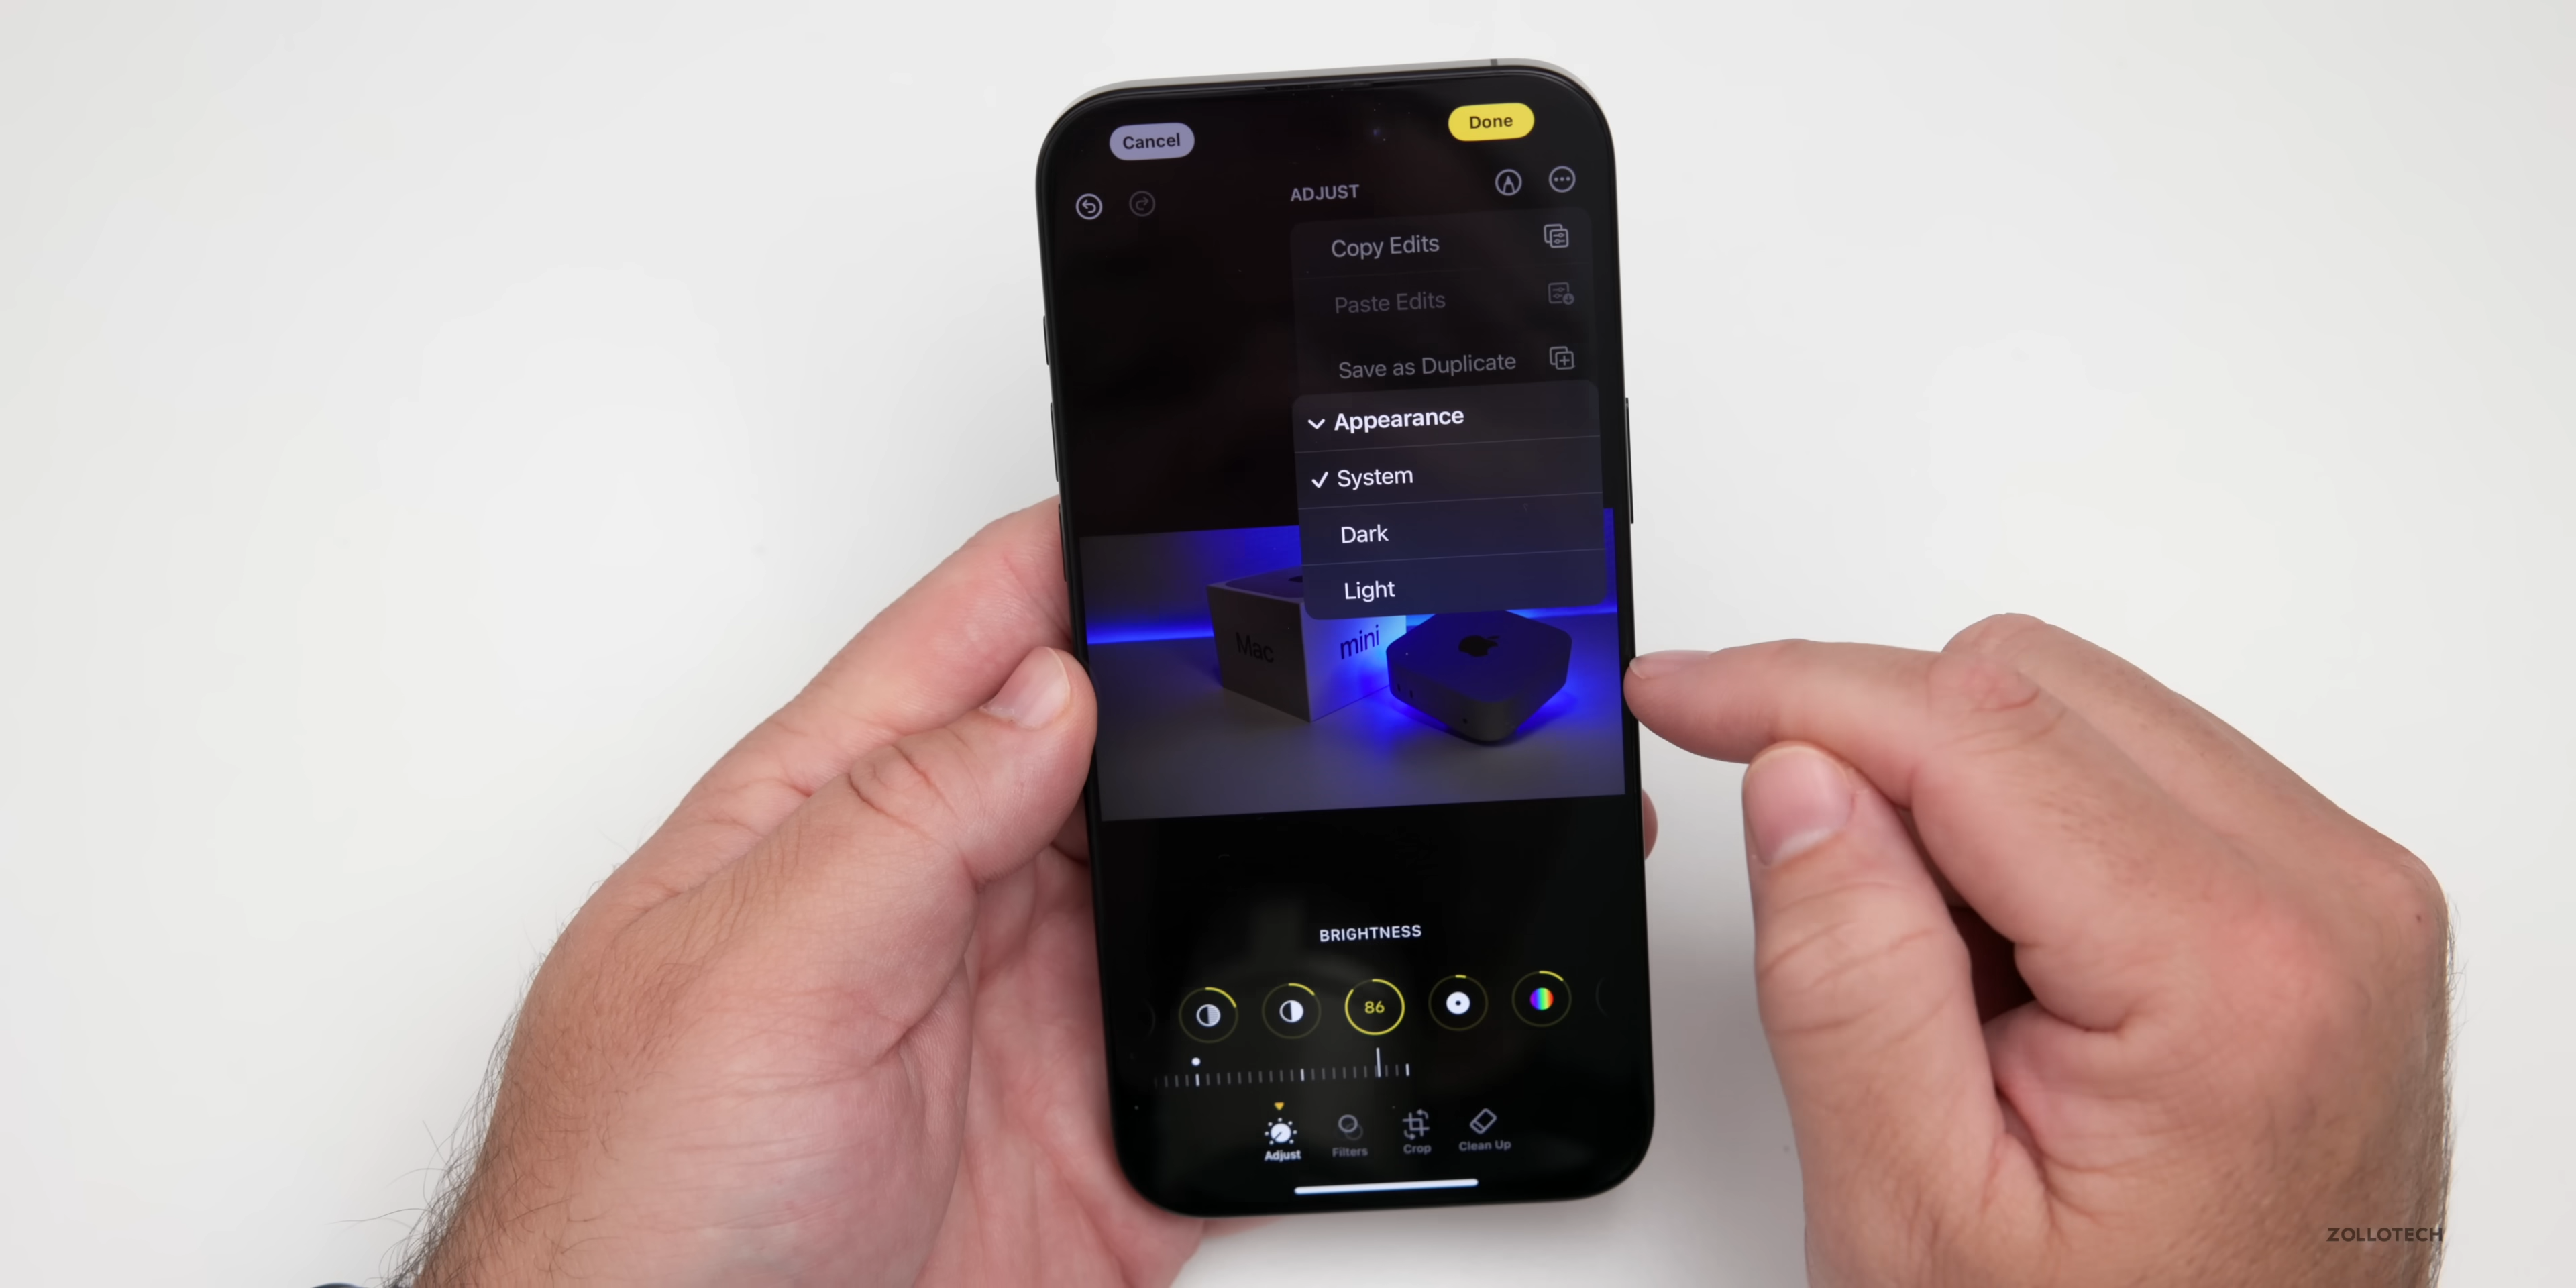 Cancel
Done
ADJUST
Copy Edits
Paste Edits
Save as Duplicate
Appearance
System
Dark
Light
Mac
mini
BRIGHTNESS
86
Adjust
Filters
Crop
Clean Up
ZOLLOTECH